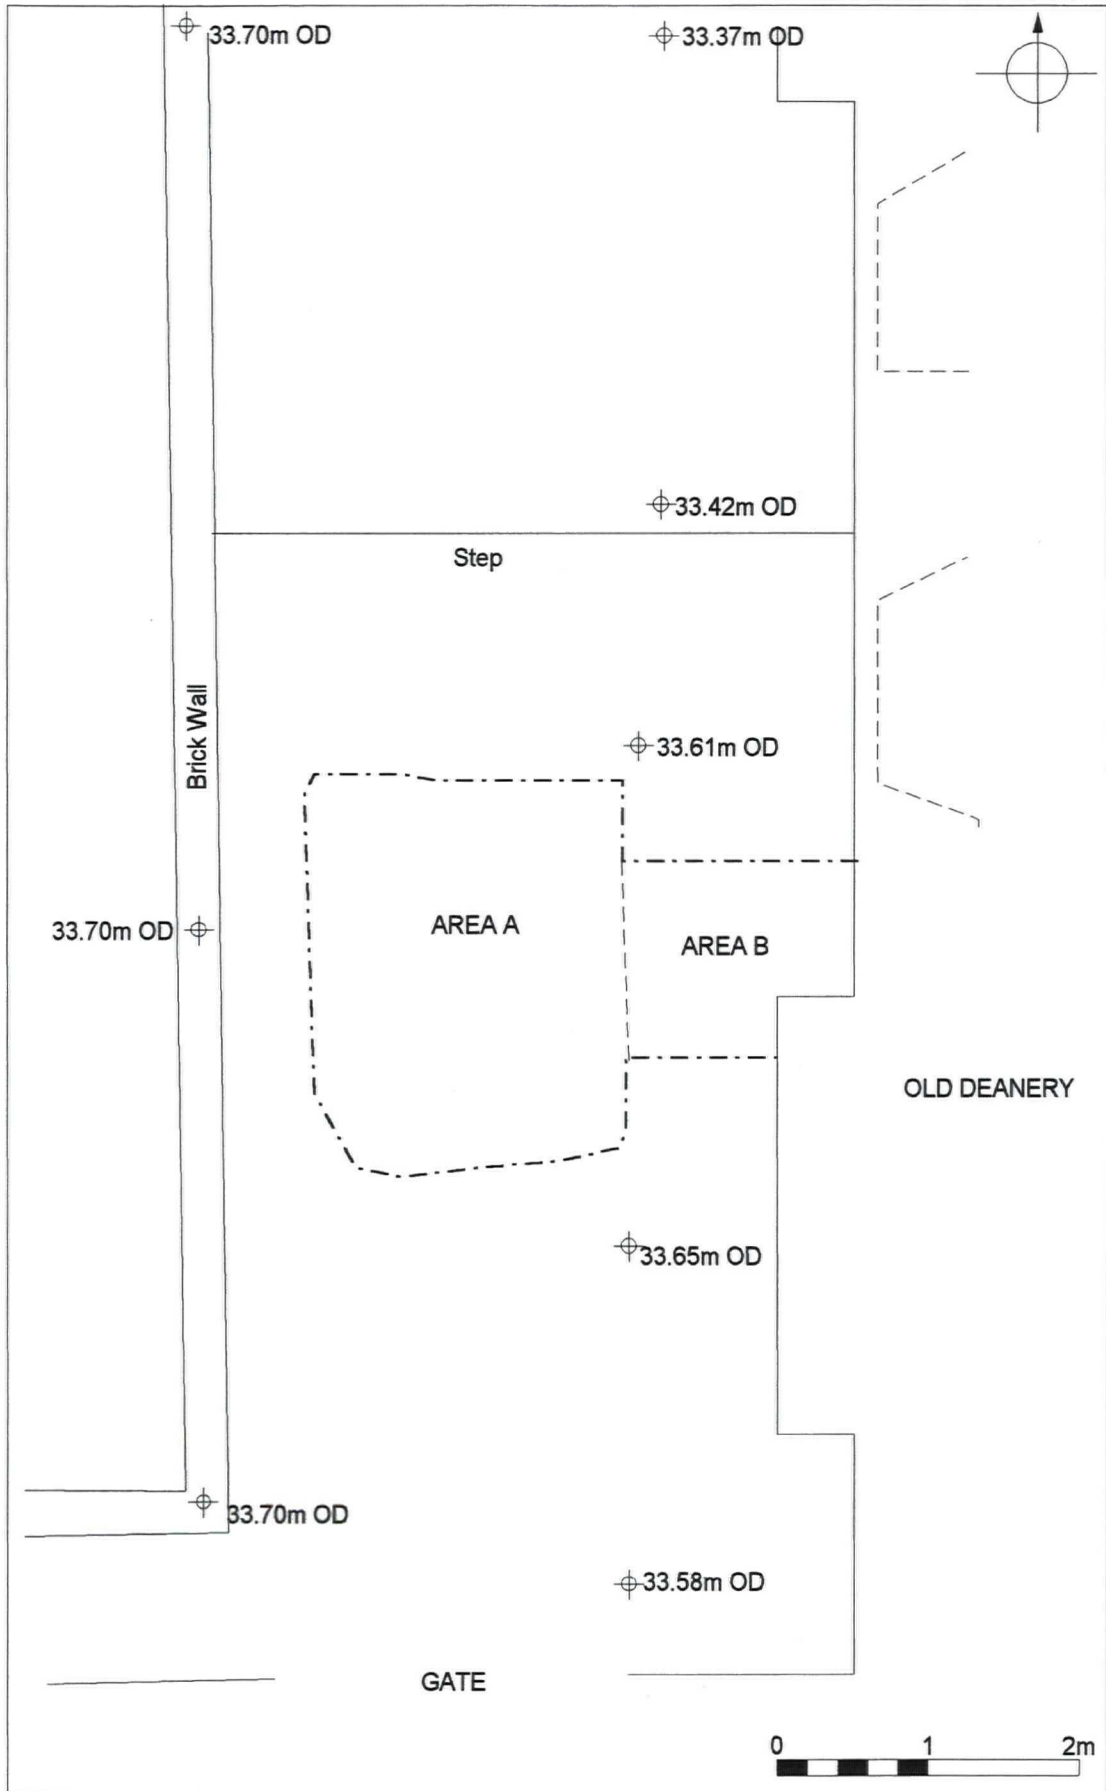 33.70m OD
33.37m OD
33.42m OD
Step
Brick Wall
33.61m OD
33.70m OD
AREA A
AREA B
OLD DEANERY
33.65m OD
33.70m OD
33.58m OD
GATE
0 1 2m